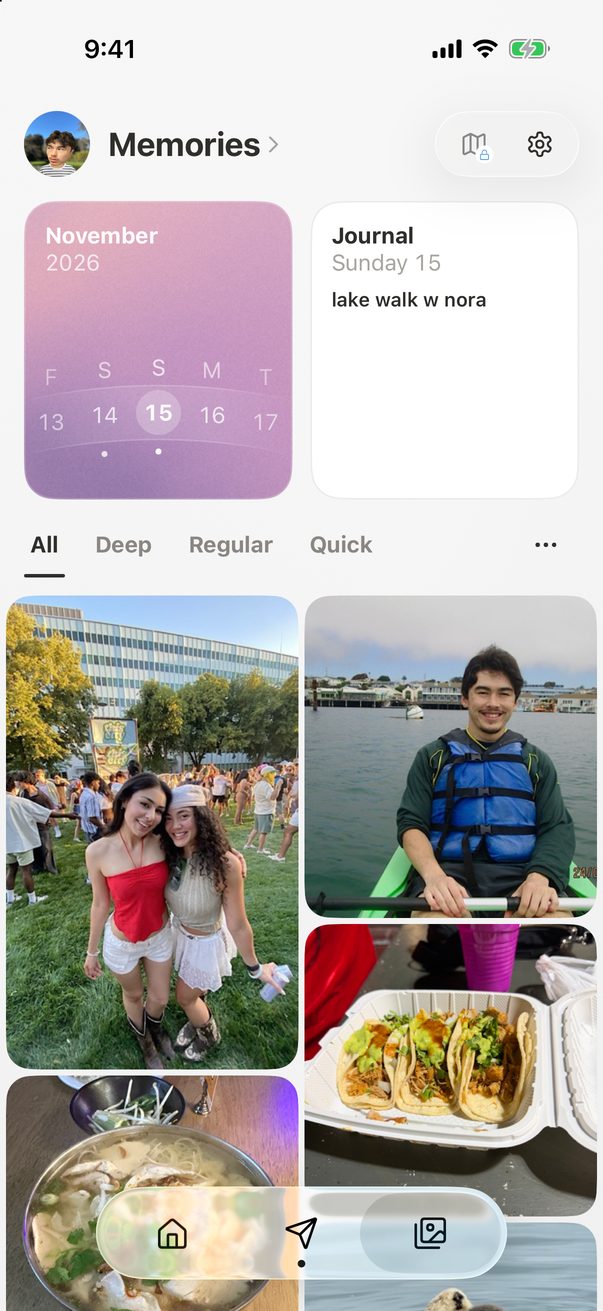 9:41
Memories
November
2026
F S S M T
13 14 15 16 17
Journal
Sunday 15
lake walk w nora
All Deep Regular Quick